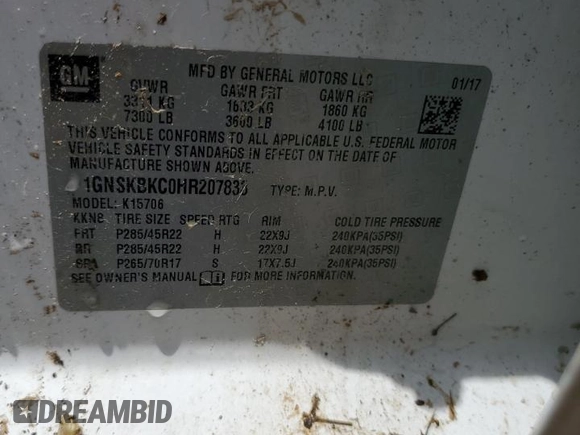 GM
MFD BY GENERAL MOTORS LLC
01/17
GVWR GAWR FRT GAWR RR
KG KG 1860 KG
7300 LB 3600 LB 4100 LB
THIS VEHICLE CONFORMS TO ALL APPLICABLE U.S. FEDERAL MOTOR
VEHICLE SAFETY STANDARDS IN EFFECT ON THE DATE OF
MANUFACTURE SHOWN ABOVE.
TYPE: M.P.V.
MODEL: K15706
TIRE SIZE SPEED RTG RIM COLD TIRE PRESSURE
FRT P285/45R22 H 22X9J 240KPA(35PSI)
RR P285/45R22 H 22X9J 240KPA(35PSI)
SPA P265/70R17 S 17X7.5J 240KPA(35PSI)
SEE OWNER'S MANUAL FOR MORE INFORMATION.
DREAMBID